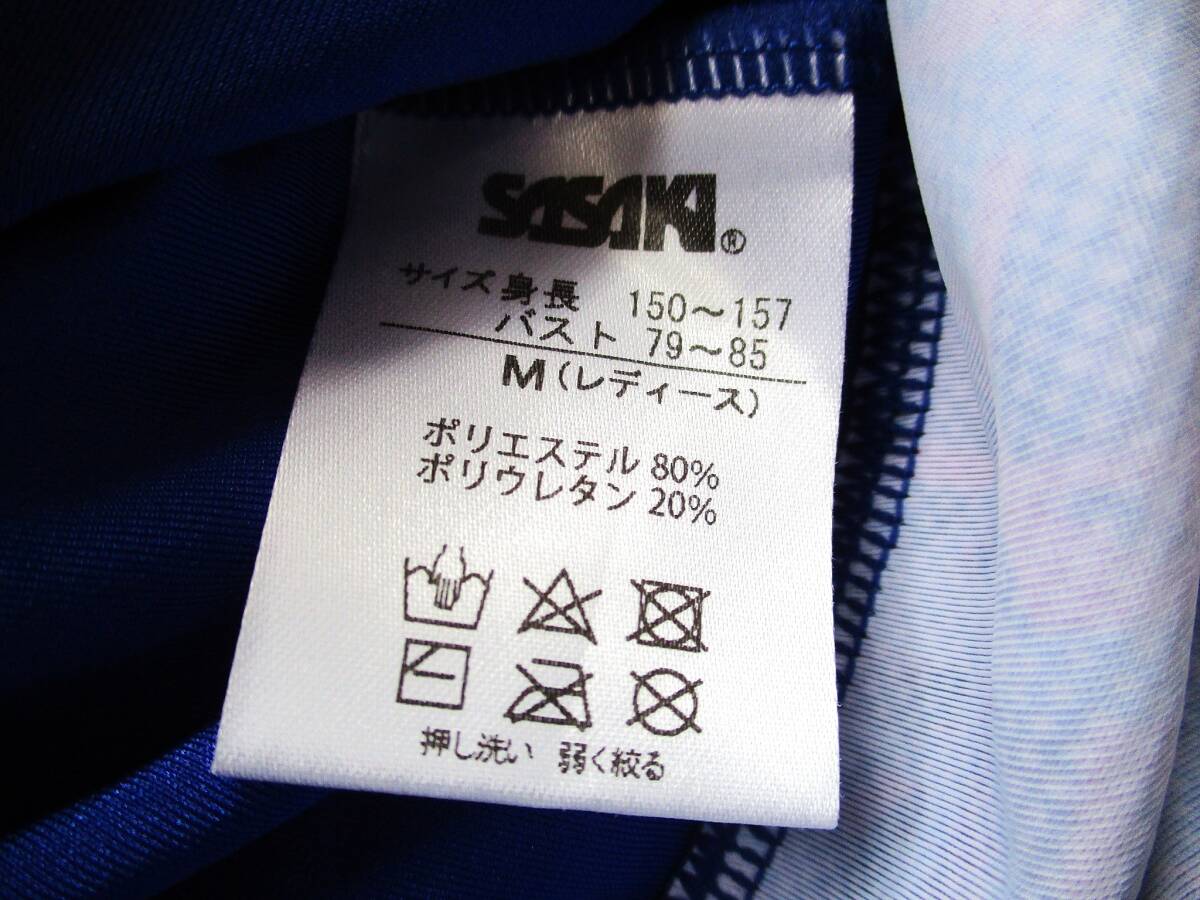 SASAKI®
サイズ 身長 150～157
バスト 79～85
M（レディース）
ポリエステル 80%
ポリウレタン 20%
押し洗い 弱く絞る